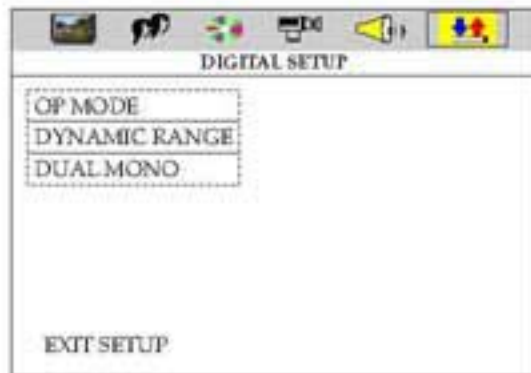 DIGITAL SETUP
OP MODE
DYNAMIC RANGE
DUAL MONO
EXIT SETUP